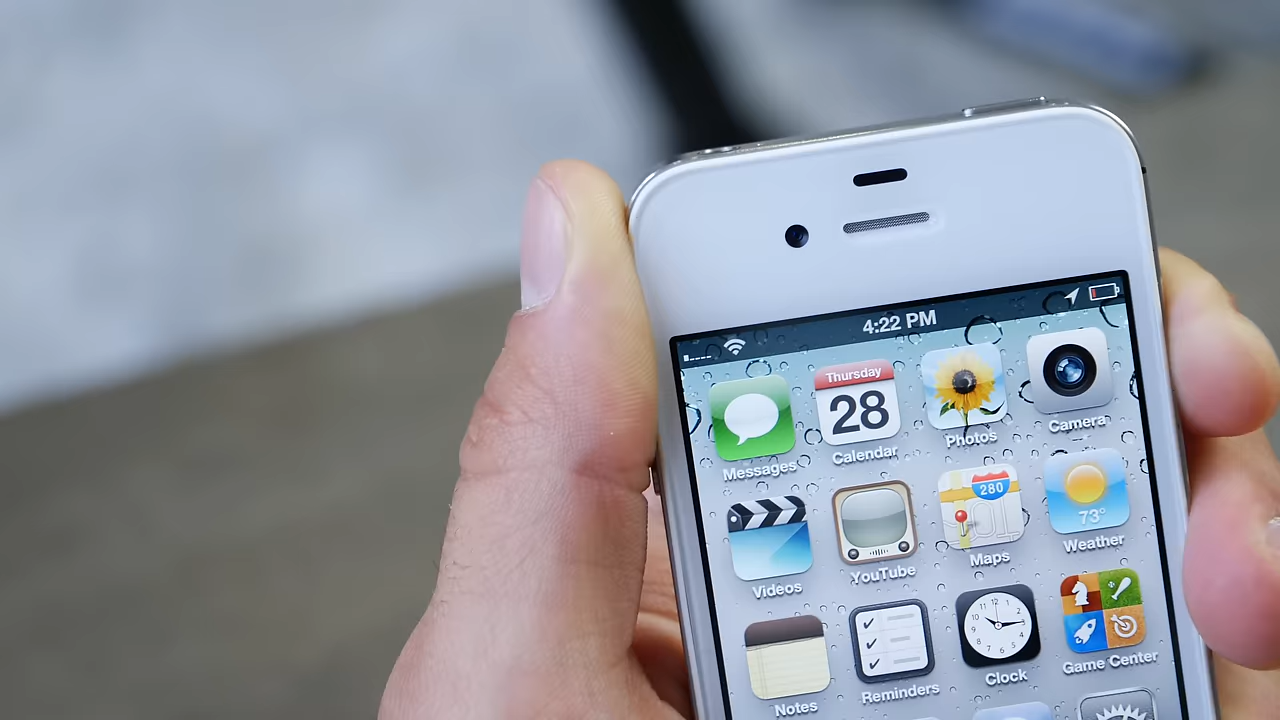 4:22 PM
Thursday
28
Messages
Calendar
Photos
Camera
280
73°
Videos
YouTube
Maps
Weather
Notes
Reminders
Clock
Game Center